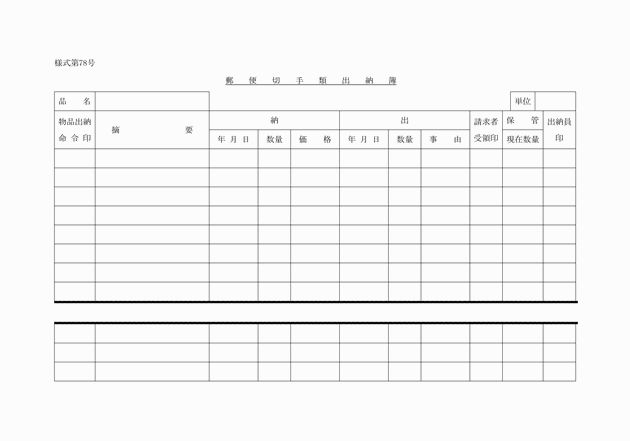 様式第78号
郵便切手類出納簿
品名 単位
物品出納命令印 摘要 納 出 請求者受領印 保管現在数量 出納員印
年月日 数量 価格 年月日 数量 事由